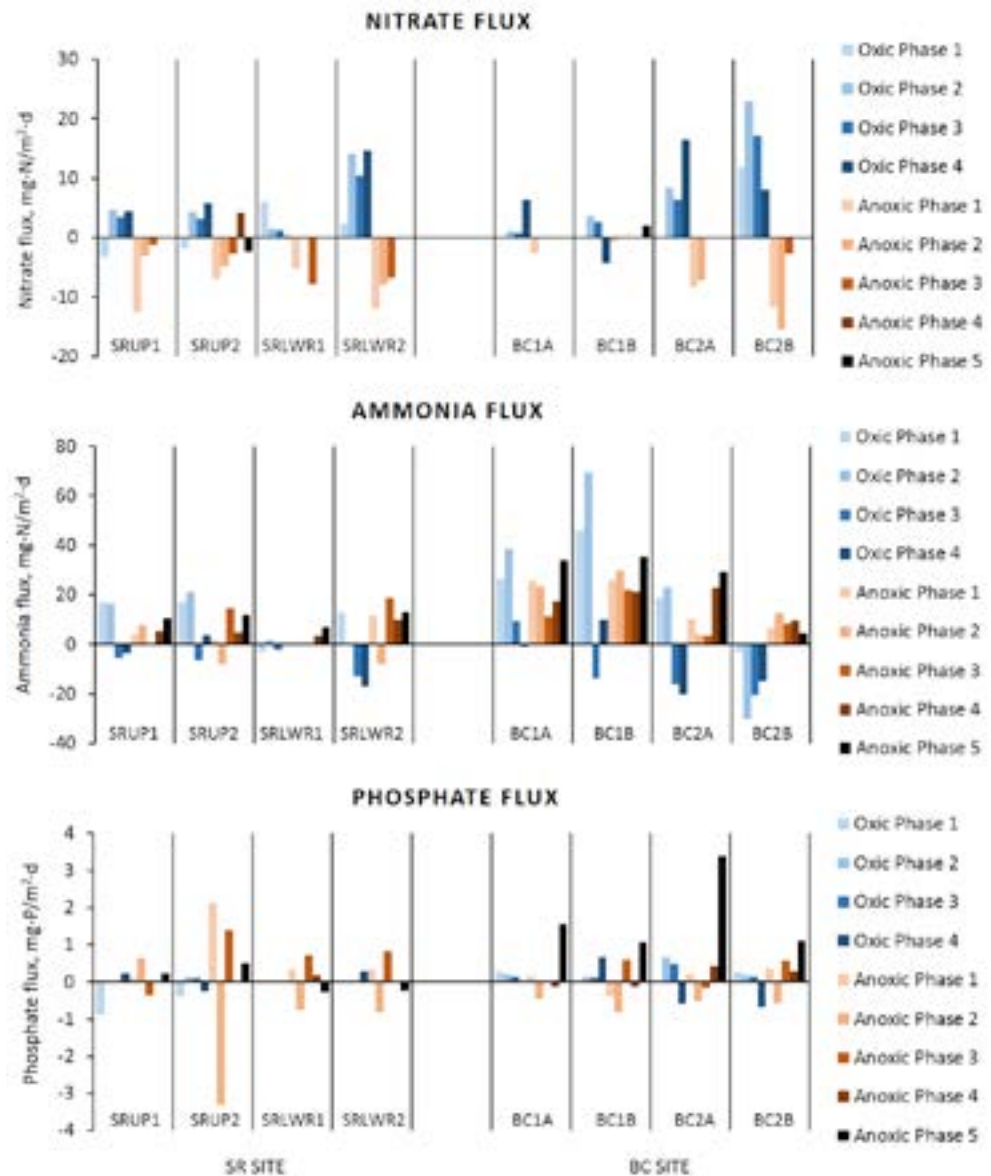 NITRATE FLUX
Nitrate flux, mg-N/m²-d
30
20
10
0
-10
-20
SRUP1 SRUP2 SRLWR1 SRLWR2 BC1A BC1B BC2A BC2B
Oxic Phase 1
Oxic Phase 2
Oxic Phase 3
Oxic Phase 4
Anoxic Phase 1
Anoxic Phase 2
Anoxic Phase 3
Anoxic Phase 4
Anoxic Phase 5
AMMONIA FLUX
Ammonia flux, mg-N/m²-d
80
60
40
20
0
-20
-40
SRUP1 SRUP2 SRLWR1 SRLWR2 BC1A BC1B BC2A BC2B
Oxic Phase 1
Oxic Phase 2
Oxic Phase 3
Oxic Phase 4
Anoxic Phase 1
Anoxic Phase 2
Anoxic Phase 3
Anoxic Phase 4
Anoxic Phase 5
PHOSPHATE FLUX
Phosphate flux, mg-P/m²-d
4
3
2
1
0
-1
-2
-3
-4
SRUP1 SRUP2 SRLWR1 SRLWR2 BC1A BC1B BC2A BC2B
SR SITE BC SITE
Oxic Phase 1
Oxic Phase 2
Oxic Phase 3
Oxic Phase 4
Anoxic Phase 1
Anoxic Phase 2
Anoxic Phase 3
Anoxic Phase 4
Anoxic Phase 5